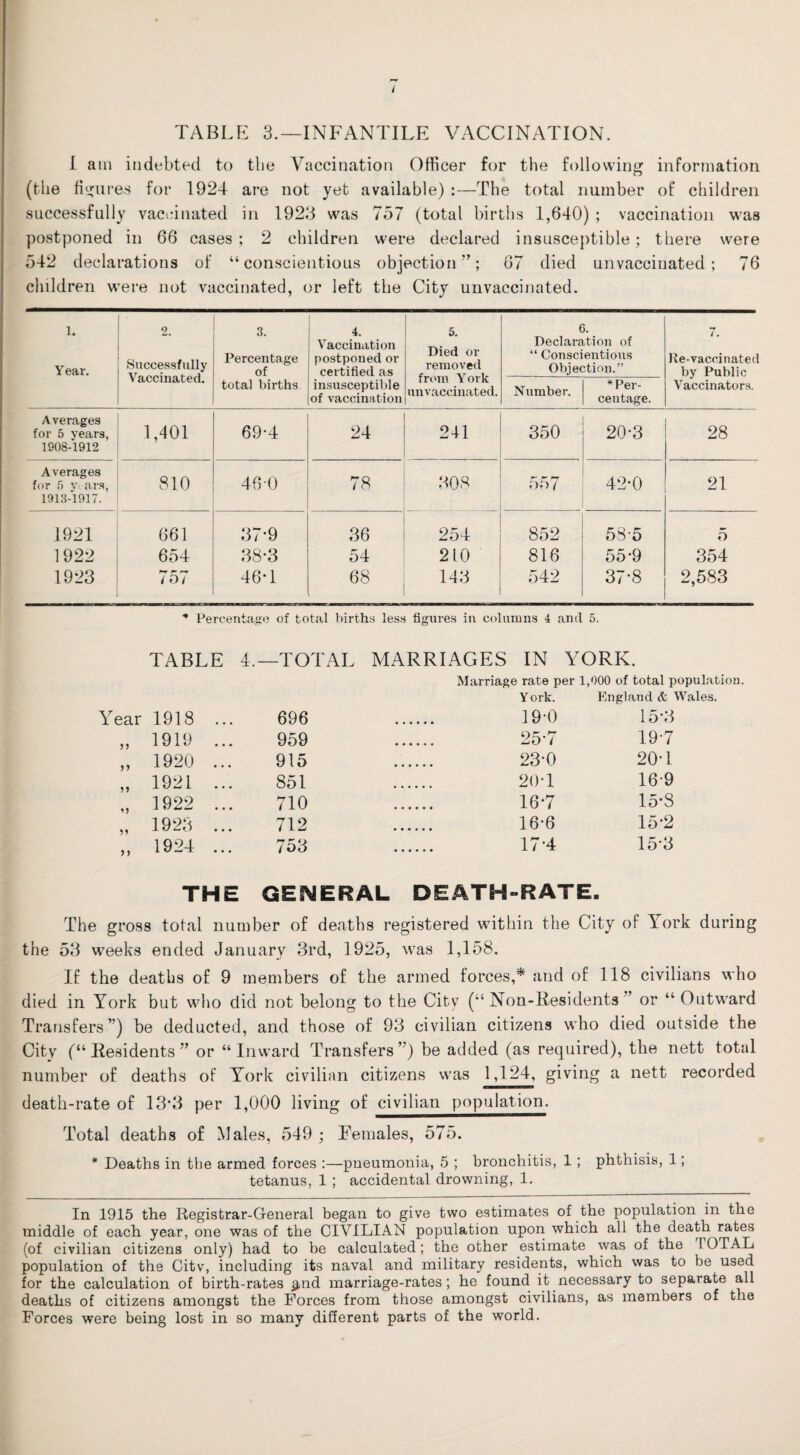 7
TABLE 3.—INFANTILE VACCINATION.
I am indebted to the Vaccination Officer for the following information
(the figures for 1924 are not yet available) :—The total number of children
successfully vaccinated in 1923 was 757 (total births 1,640) ; vaccination was
postponed in 66 cases ; 2 children were declared insusceptible ; there were
542 declarations of “conscientious objection” ; 67 died unvaccinated ; 76
children were not vaccinated, or left the City unvaccinated.
1. Year. | 2. Successfully Vaccinated. | 3. Percentage of total births | 4. Vaccination postponed or certified as insusceptible of vaccination | 5. Died or removed from York unvaccinated. | 6. Declaration of “Conscientious Objection.” Number. | *Percentage. | 7. Re-vaccinated by Public Vaccinators.
Averages for 5 years, 1908-1912 | 1,401 | 69·4 | 24 | 241 | 350 | 20·3 | 28
Averages for 5 years, 1913-1917. | 810 | 46·0 | 78 | 308 | 557 | 42·0 | 21
1921 | 661 | 37·9 | 36 | 254 | 852 | 58·5 | 5
1922 | 654 | 38·3 | 54 | 210 | 816 | 55·9 | 354
1923 | 757 | 46·1 | 68 | 143 | 542 | 37·8 | 2,583
* Percentage of total births less figures in columns 4 and 5.
TABLE 4.—TOTAL MARRIAGES IN YORK.
Marriage rate per 1,000 of total population.
York. England & Wales.
Year 1918 ... 696 ...... 19·0 15·3
„ 1919 ... 959 ...... 25·7 19·7
„ 1920 ... 915 ...... 23·0 20·1
„ 1921 ... 851 ...... 20·1 16·9
„ 1922 ... 710 ...... 16·7 15·8
„ 1923 ... 712 ...... 16·6 15·2
„ 1924 ... 753 ...... 17·4 15·3
THE GENERAL DEATH-RATE.
The gross total number of deaths registered within the City of York during
the 53 weeks ended January 3rd, 1925, was 1,158.
If the deaths of 9 members of the armed forces,* and of 118 civilians who
died in York but who did not belong to the City (“Non-Residents” or “Outward
Transfers”) be deducted, and those of 93 civilian citizens who died outside the
City (“Residents” or “Inward Transfers”) be added (as required), the nett total
number of deaths of York civilian citizens was 1,124, giving a nett recorded
death-rate of 13·3 per 1,000 living of civilian population.
Total deaths of Males, 549 ; Females, 575.
* Deaths in the armed forces :—pneumonia, 5 ; bronchitis, 1 ; phthisis, 1 ;
tetanus, 1 ; accidental drowning, 1.
In 1915 the Registrar-General began to give two estimates of the population in the
middle of each year, one was of the CIVILIAN population upon which all the death rates
(of civilian citizens only) had to be calculated ; the other estimate was of the TOTAL
population of the City, including its naval and military residents, which was to be used
for the calculation of birth-rates and marriage-rates ; he found it necessary to separate all
deaths of citizens amongst the Forces from those amongst civilians, as members of the
Forces were being lost in so many different parts of the world.